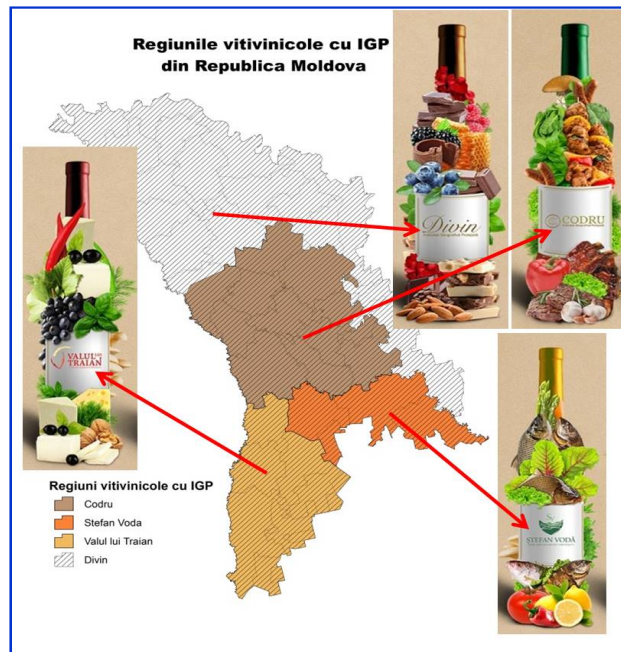 Regiunile vitivinicole cu IGP
din Republica Moldova
Divin
CODRU
VALUL LUI
TRAIAN
ȘTEFAN VODĂ
Regiuni vitivinicole cu IGP
Codru
Stefan Voda
Valul lui Traian
Divin